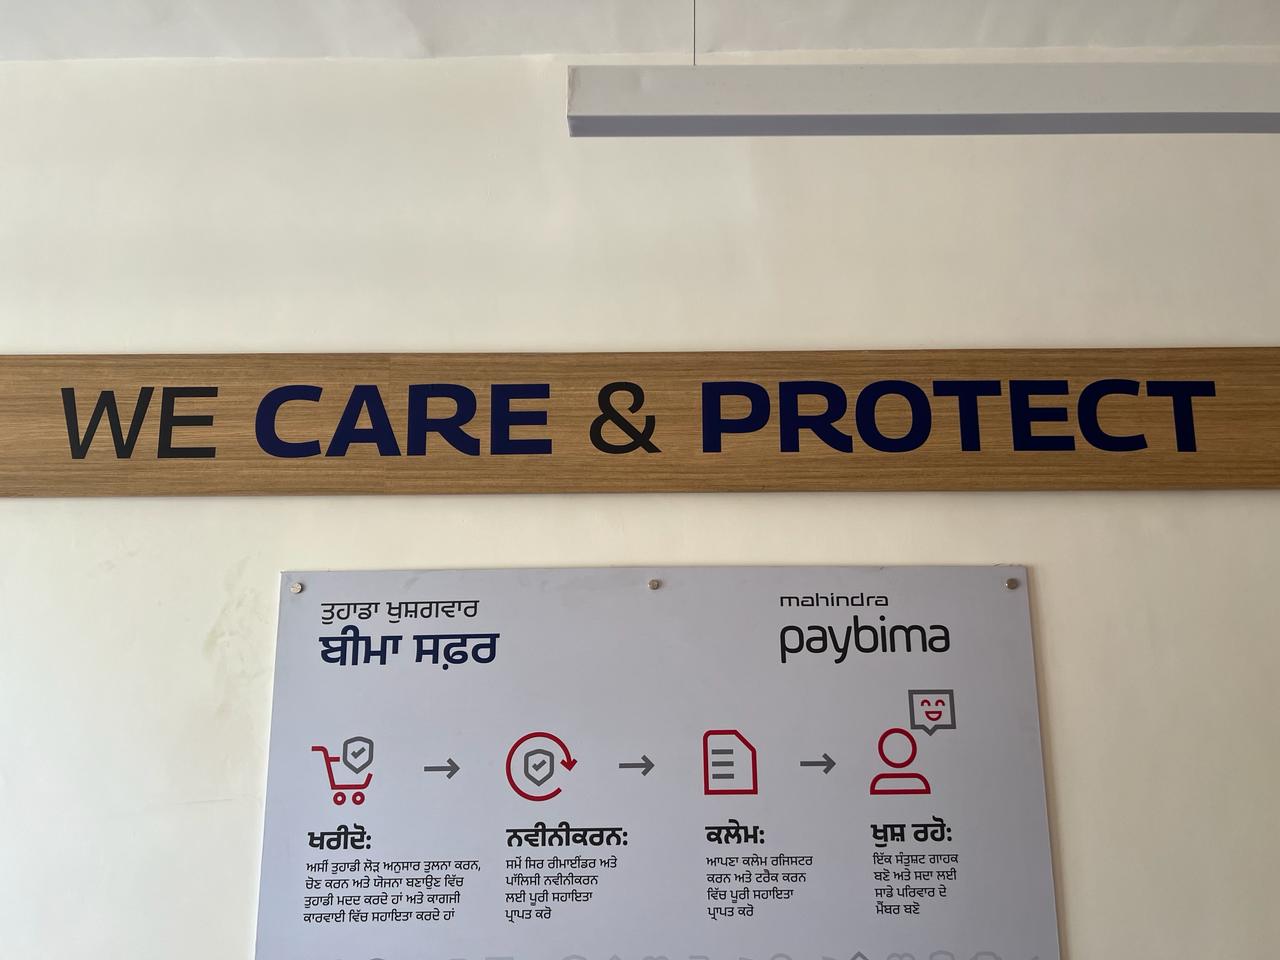 WE CARE & PROTECT
ਤੁਹਾਡਾ ਖੁਸ਼ਗਵਾਰ
ਬੀਮਾ ਸਫ਼ਰ
mahindra
paybima
ਖਰੀਦੋ:
ਅਸੀਂ ਤੁਹਾਡੀ ਲੋੜ ਅਨੁਸਾਰ ਤੁਲਨਾ ਕਰਨ,
ਚੋਣ ਕਰਨ ਅਤੇ ਯੋਜਨਾ ਬਣਾਉਣ ਵਿੱਚ
ਤੁਹਾਡੀ ਮਦਦ ਕਰਦੇ ਹਾਂ ਅਤੇ ਕਾਗਜੀ
ਕਾਰਵਾਈ ਵਿੱਚ ਸਹਾਇਤਾ ਕਰਦੇ ਹਾਂ
ਨਵੀਨੀਕਰਨ:
ਸਮੇਂ ਸਿਰ ਰੀਮਾਈਂਡਰ ਅਤੇ
ਪਾੱਲਿਸੀ ਨਵੀਨੀਕਰਨ
ਲਈ ਪੂਰੀ ਸਹਾਇਤਾ
ਪ੍ਰਾਪਤ ਕਰੋ
ਕਲੇਮ:
ਆਪਣਾ ਕਲੇਮ ਰਜਿਸਟਰ
ਕਰਨ ਅਤੇ ਟਰੈਕ ਕਰਨ
ਵਿੱਚ ਪੂਰੀ ਸਹਾਇਤਾ
ਪ੍ਰਾਪਤ ਕਰੋ
ਖੁਸ਼ ਰਹੋ:
ਇੱਕ ਸੰਤੁਸ਼ਟ ਗਾਹਕ
ਬਣੋ ਅਤੇ ਸਦਾ ਲਈ
ਸਾਡੇ ਪਰਿਵਾਰ ਦੇ
ਮੈਂਬਰ ਬਣੋ